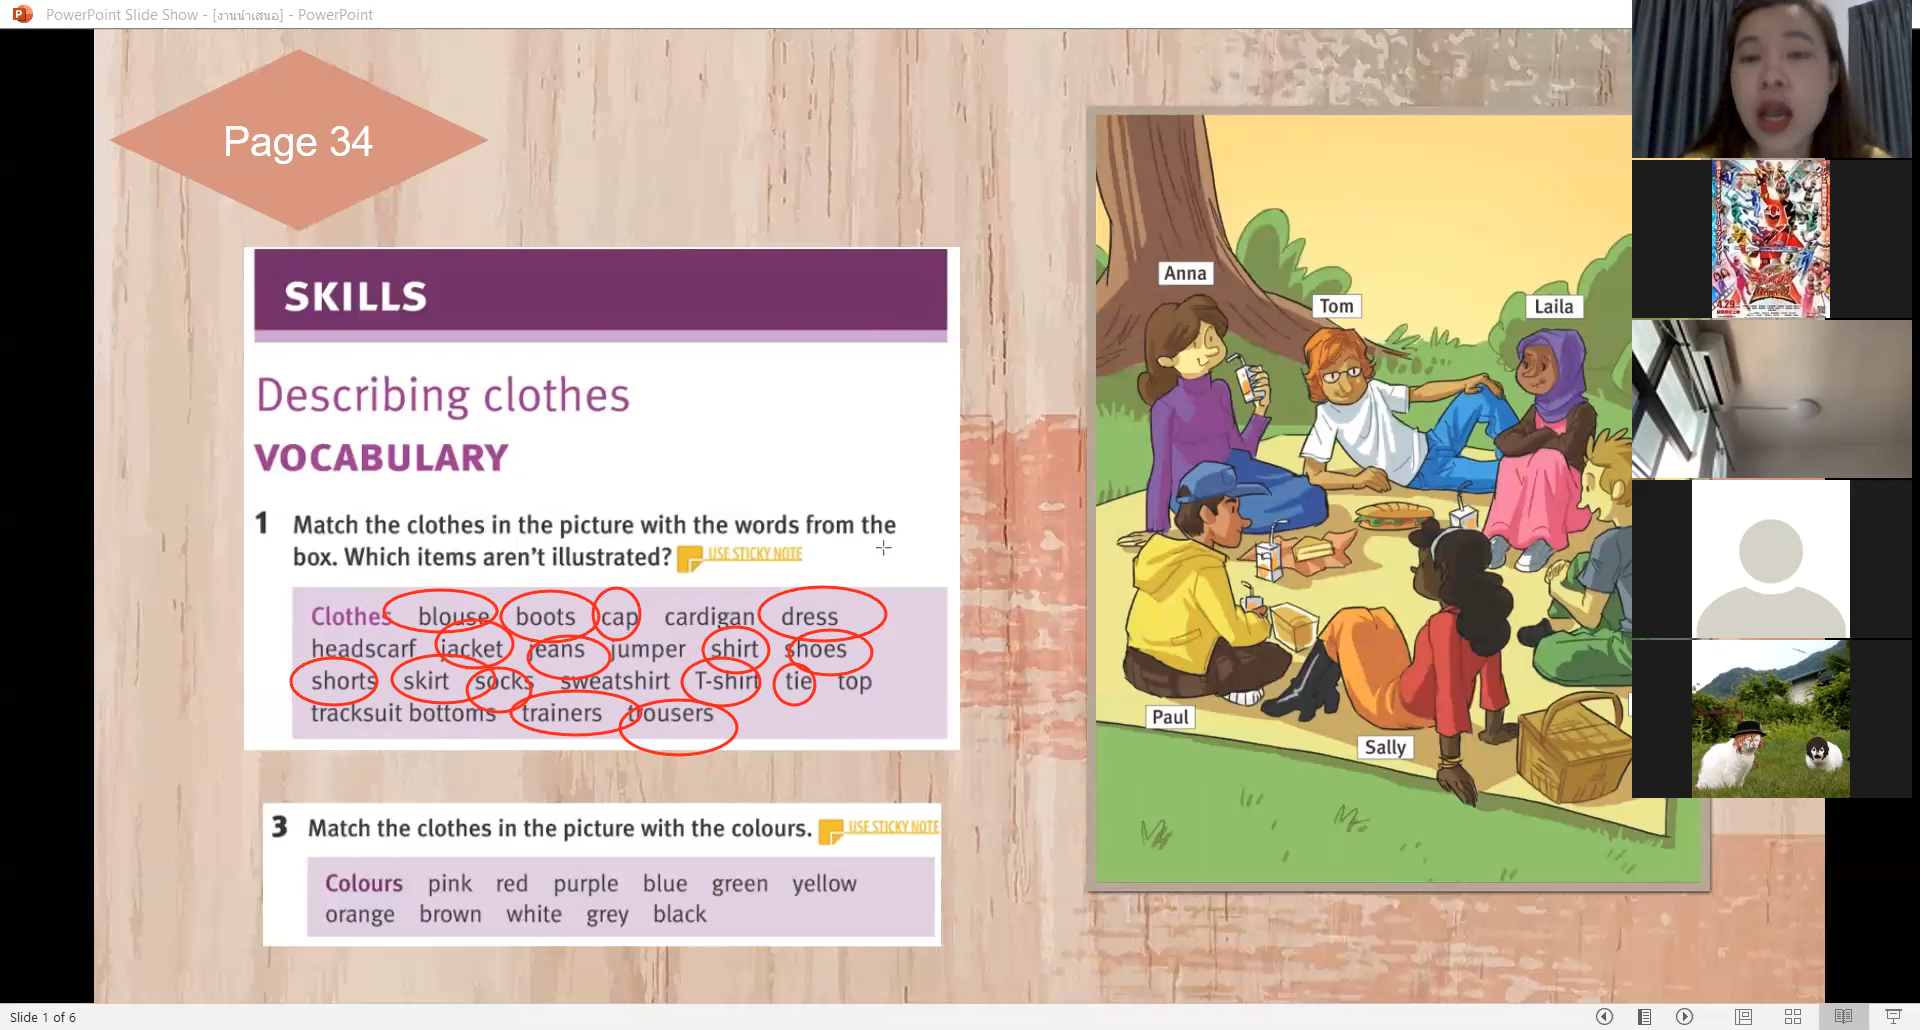 PowerPoint Slide Show - [งานนำเสนอ] - PowerPoint
Page 34
SKILLS
Describing clothes
VOCABULARY
1 Match the clothes in the picture with the words from the
box. Which items aren't illustrated? USE STICKY NOTE
Clothes blouse boots cap cardigan dress
headscarf jacket jeans jumper shirt shoes
shorts skirt socks sweatshirt T-shirt tie top
tracksuit bottoms trainers trousers
3 Match the clothes in the picture with the colours. USE STICKY NOTE
Colours pink red purple blue green yellow
orange brown white grey black
Anna
Tom
Laila
Paul
Sally
4.29
Slide 1 of 6